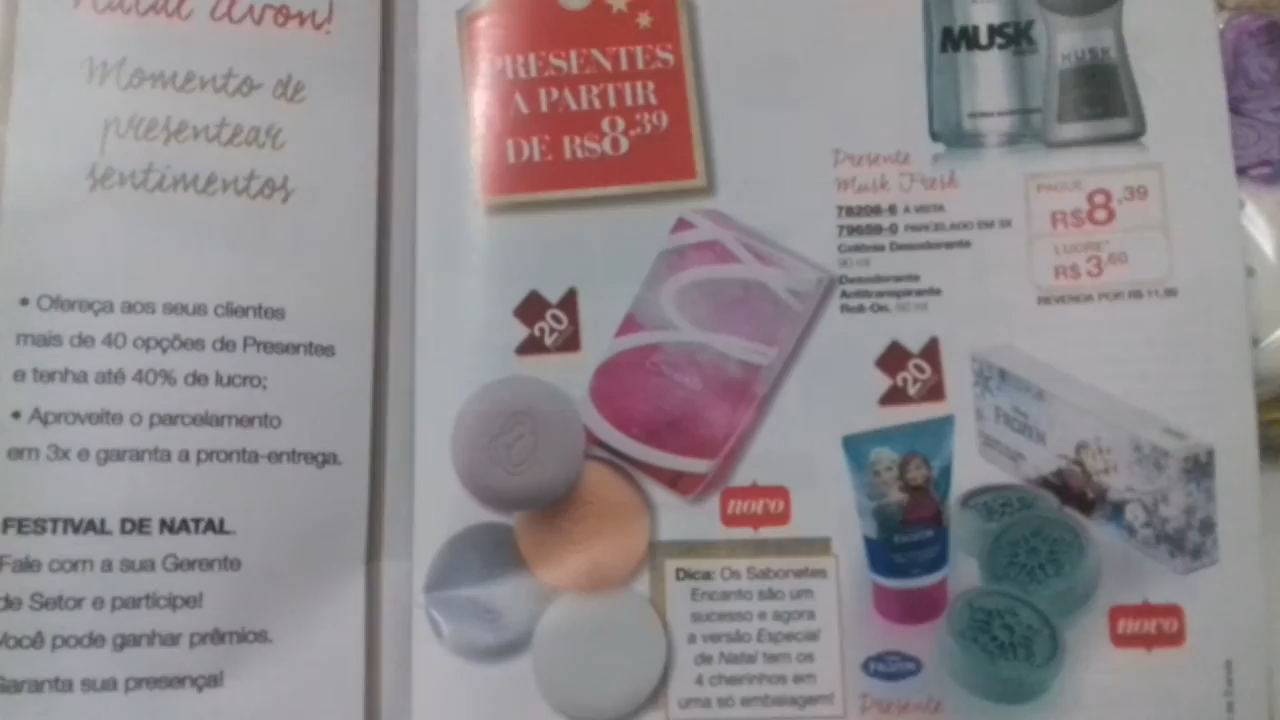 Natal Avon!
Momento de
presentear
sentimentos
• Ofereça aos seus clientes
mais de 40 opções de Presentes
e tenha até 40% de lucro;
• Aproveite o parcelamento
em 3x e garanta a pronta-entrega.
FESTIVAL DE NATAL.
Fale com a sua Gerente
de Setor e participe!
Você pode ganhar prêmios.
Garanta sua presença!
PRESENTES
A PARTIR
DE R$8,39
MUSK
MUSK
Presente
Musk Fresh
78208-6 A VISTA
79659-0 PARCELADO EM 3X
Colônia Desodorante
90 ml
Desodorante
Antitranspirante
Roll-On,
PAGUE
R$8,39
LUCRE*
R$3,60
REVENDA POR R$ 11,99
20
20
FROZEN
FROZEN
novo
Dica: Os Sabonetes
Encanto são um
sucesso e agora
a versão Especial
de Natal tem os
4 cheirinhos em
uma só embalagem!
novo
FROZEN
Presente